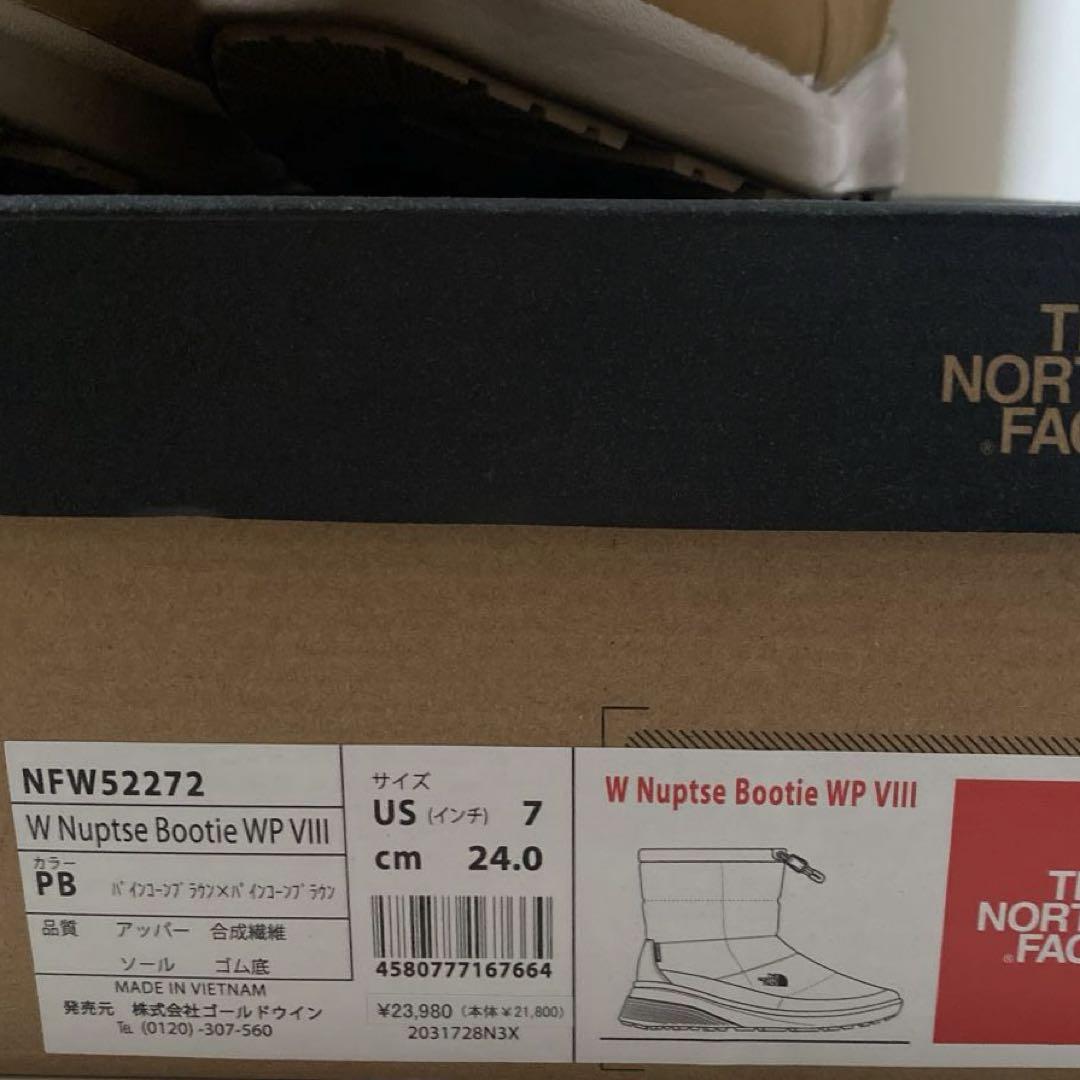 TH
NORT
®FAC
NFW52272
W Nuptse Bootie WP VIII
カラー
PB ﾊﾟｲﾝｺｰﾝﾌﾞﾗｳﾝ×ﾊﾟｲﾝｺｰﾝﾌﾞﾗｳﾝ
品質 アッパー 合成繊維
ソール ゴム底
MADE IN VIETNAM
発売元 株式会社ゴールドウイン
℡ (0120) -307-560
サイズ
US (インチ) 7
cm 24.0
4580777167664
¥23,980 (本体¥21,800)
2031728N3X
W Nuptse Bootie WP VIII
TH
NORT
®FAC